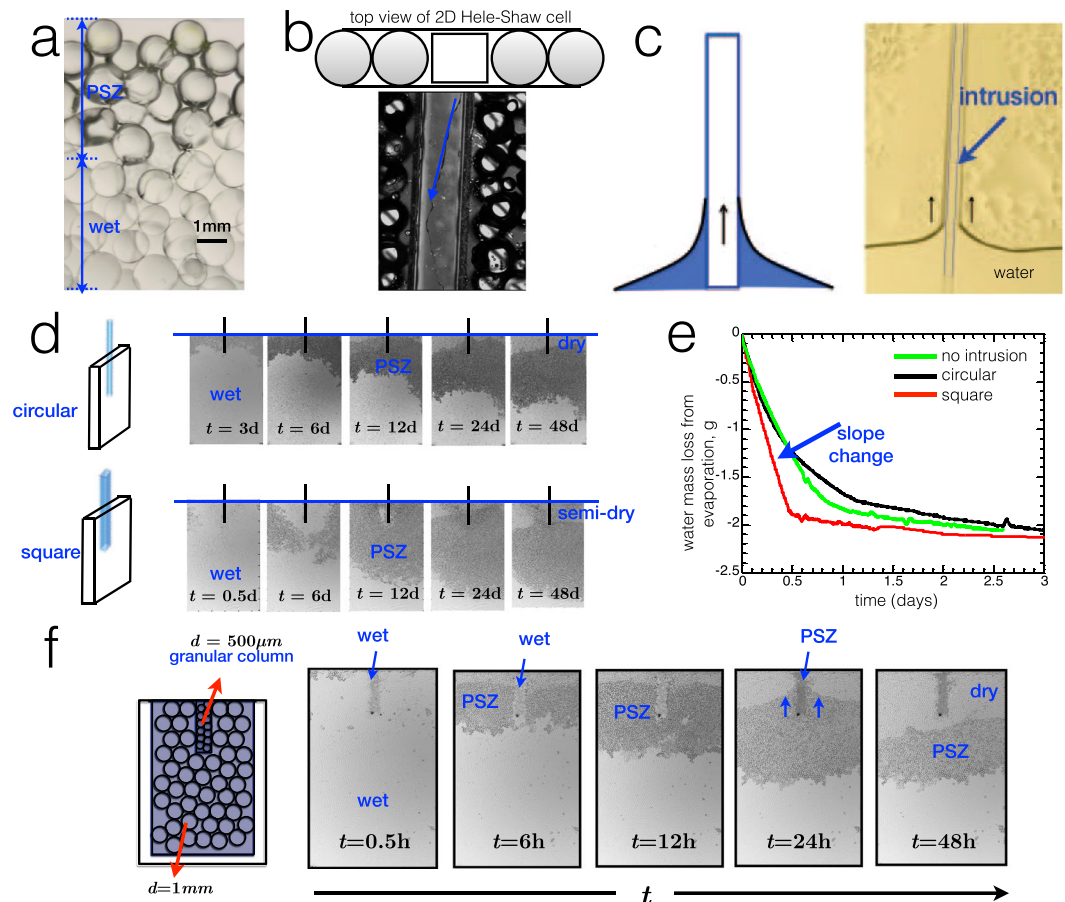 a
PSZ
wet
1mm
b
top view of 2D Hele-Shaw cell
c
intrusion
water
d
circular
dry
wet
PSZ
t = 3d
t = 6d
t = 12d
t = 24d
t = 48d
square
semi-dry
wet
PSZ
t = 0.5d
t = 6d
t = 12d
t = 24d
t = 48d
e
water mass loss from
evaporation, g
0
-0.5
-1
-1.5
-2
-2.5
no intrusion
circular
square
slope
change
0
0.5
1
1.5
2
2.5
3
time (days)
f
d = 500μm
granular column
d=1mm
wet
wet
t=0.5h
wet
PSZ
t=6h
PSZ
t=12h
PSZ
t=24h
dry
PSZ
t=48h
t